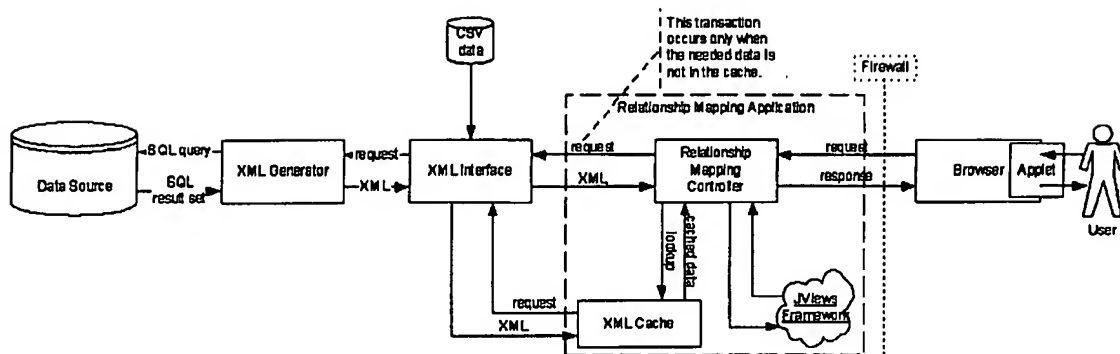 CSV
data
This transaction
occurs only when
the needed data is
not in the cache.
Firewall
Relationship Mapping Application
Data Source
SQL query
SQL
result set
XML Generator
request
XML
XML Interface
request
XML
Relationship
Mapping
Controller
request
response
Browser
Applet
User
lookup
cached data
request
XML
XML Cache
JViews
Framework